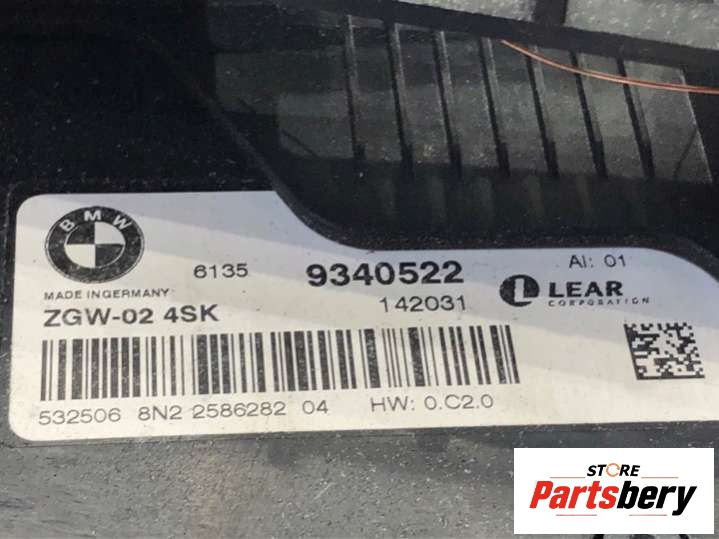 BMW
6135 9340522 AI: 01
MADE IN GERMANY 142031 LEAR
CORPORATION
ZGW-02 4SK
532506 8N2 2586282 04 HW: 0.C2.0
STORE
Partsbery